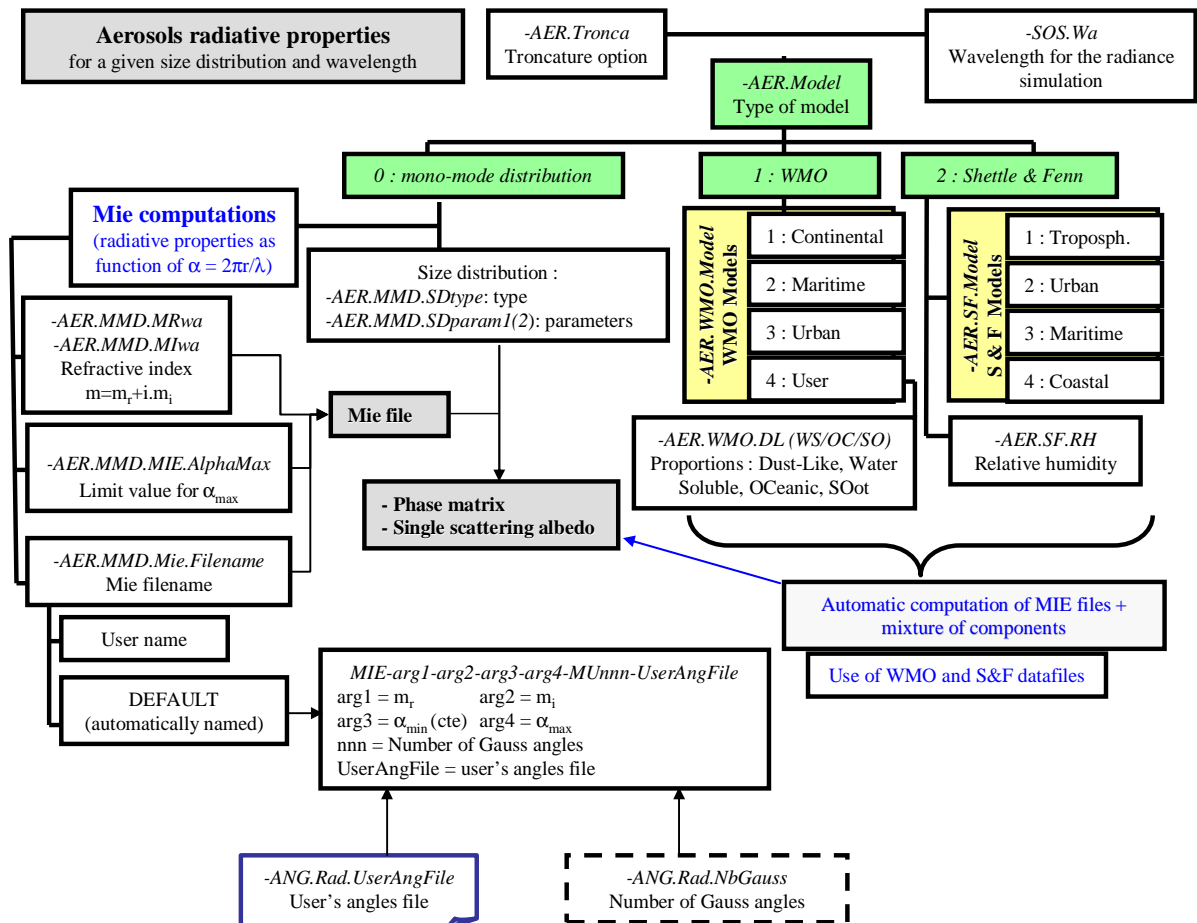 Aerosols radiative properties
for a given size distribution and wavelength
-AER.Tronca
Troncature option
-SOS.Wa
Wavelength for the radiance
simulation
-AER.Model
Type of model
0 : mono-mode distribution
1 : WMO
2 : Shettle & Fenn
Mie computations
(radiative properties as
function of α = 2πr/λ)
Size distribution :
-AER.MMD.SDtype: type
-AER.MMD.SDparam1(2): parameters
-AER.WMO.Model
WMO Models
1 : Continental
2 : Maritime
3 : Urban
4 : User
-AER.SF.Model
S & F Models
1 : Troposph.
2 : Urban
3 : Maritime
4 : Coastal
-AER.MMD.MRwa
-AER.MMD.MIwa
Refractive index
m=mr+i.mi
Mie file
-AER.MMD.MIE.AlphaMax
Limit value for αmax
- Phase matrix
- Single scattering albedo
-AER.WMO.DL (WS/OC/SO)
Proportions : Dust-Like, Water
Soluble, OCeanic, SOot
-AER.SF.RH
Relative humidity
-AER.MMD.Mie.Filename
Mie filename
User name
DEFAULT
(automatically named)
Automatic computation of MIE files +
mixture of components
Use of WMO and S&F datafiles
MIE-arg1-arg2-arg3-arg4-MUnnn-UserAngFile
arg1 = mr arg2 = mi
arg3 = αmin (cte) arg4 = αmax
nnn = Number of Gauss angles
UserAngFile = user’s angles file
-ANG.Rad.UserAngFile
User’s angles file
-ANG.Rad.NbGauss
Number of Gauss angles